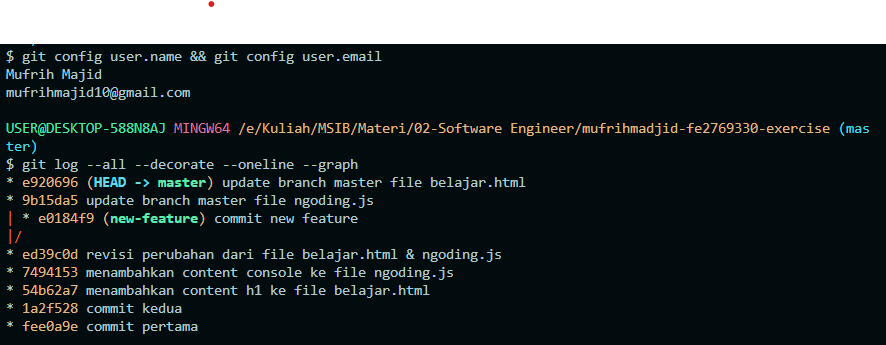 $ git config user.name && git config user.email
Mufrih Majid
mufrihmajid10@gmail.com
USER@DESKTOP-588N8AJ MINGW64 /e/Kuliah/MSIB/Materi/02-Software Engineer/mufrihmadjid-fe2769330-exercise (mas
ter)
$ git log --all --decorate --oneline --graph
* e920696 (HEAD -> master) update branch master file belajar.html
* 9b15da5 update branch master file ngoding.js
| * e0184f9 (new-feature) commit new feature
|/
* ed39c0d revisi perubahan dari file belajar.html & ngoding.js
* 7494153 menambahkan content console ke file ngoding.js
* 54b62a7 menambahkan content h1 ke file belajar.html
* 1a2f528 commit kedua
* fee0a9e commit pertama